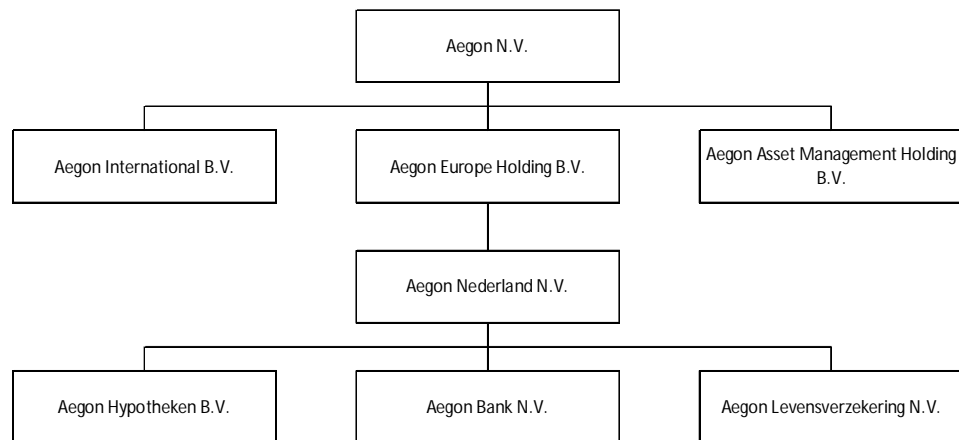 Aegon N.V.
Aegon International B.V.
Aegon Europe Holding B.V.
Aegon Asset Management Holding
B.V.
Aegon Nederland N.V.
Aegon Hypotheken B.V.
Aegon Bank N.V.
Aegon Levensverzekering N.V.